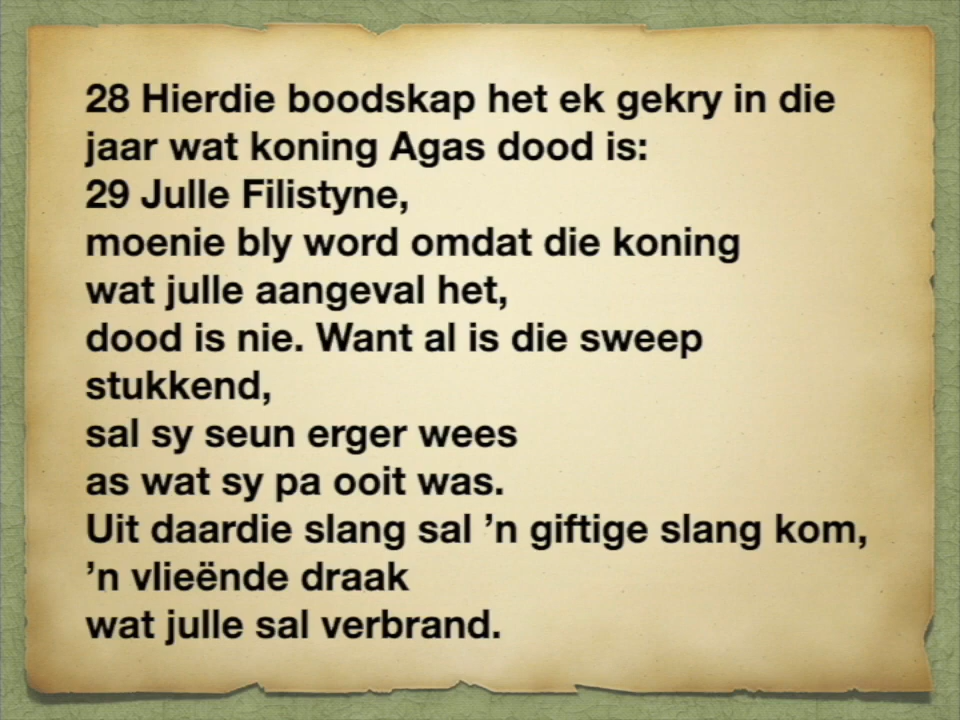 28 Hierdie boodskap het ek gekry in die
jaar wat koning Agas dood is:
29 Julle Filistyne,
moenie bly word omdat die koning
wat julle aangeval het,
dood is nie. Want al is die sweep
stukkend,
sal sy seun erger wees
as wat sy pa ooit was.
Uit daardie slang sal ’n giftige slang kom,
’n vlieënde draak
wat julle sal verbrand.